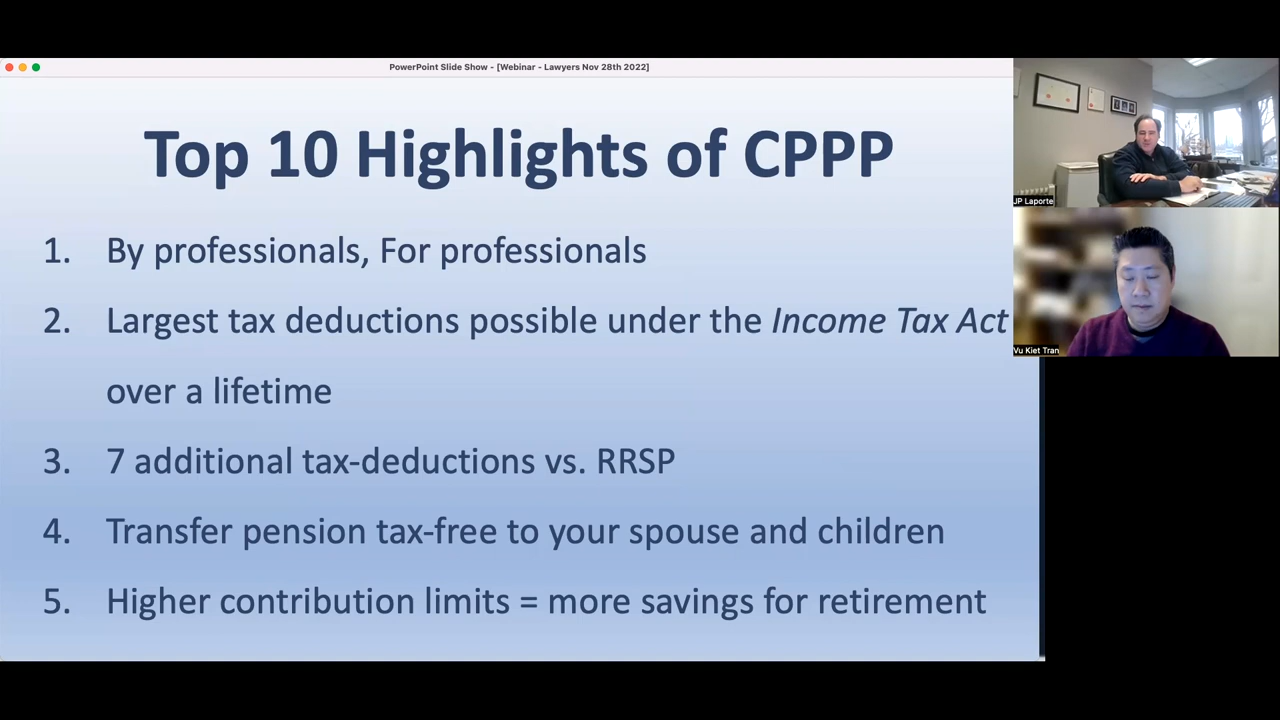 PowerPoint Slide Show - [Webinar - Lawyers Nov 28th 2022]
Top 10 Highlights of CPPP
1. By professionals, For professionals
2. Largest tax deductions possible under the Income Tax Act
over a lifetime
3. 7 additional tax-deductions vs. RRSP
4. Transfer pension tax-free to your spouse and children
5. Higher contribution limits = more savings for retirement
JP Laporte
Vu Kiet Tran